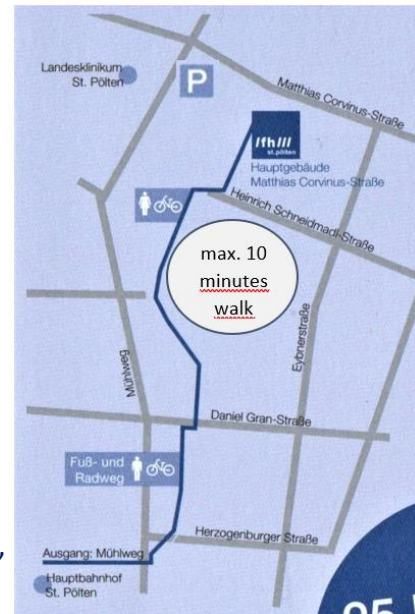 Landesklinikum
St. Pölten
P
Matthias Corvinus-Straße
/fh///
st.pölten
Hauptgebäude
Matthias Corvinus-Straße
Heinrich Schneidmadl-Straße
max. 10
minutes
walk
Eybnerstraße
Mühlweg
Daniel Gran-Straße
Fuß- und
Radweg
Herzogenburger Straße
Ausgang: Mühlweg
Hauptbahnhof
St. Pölten